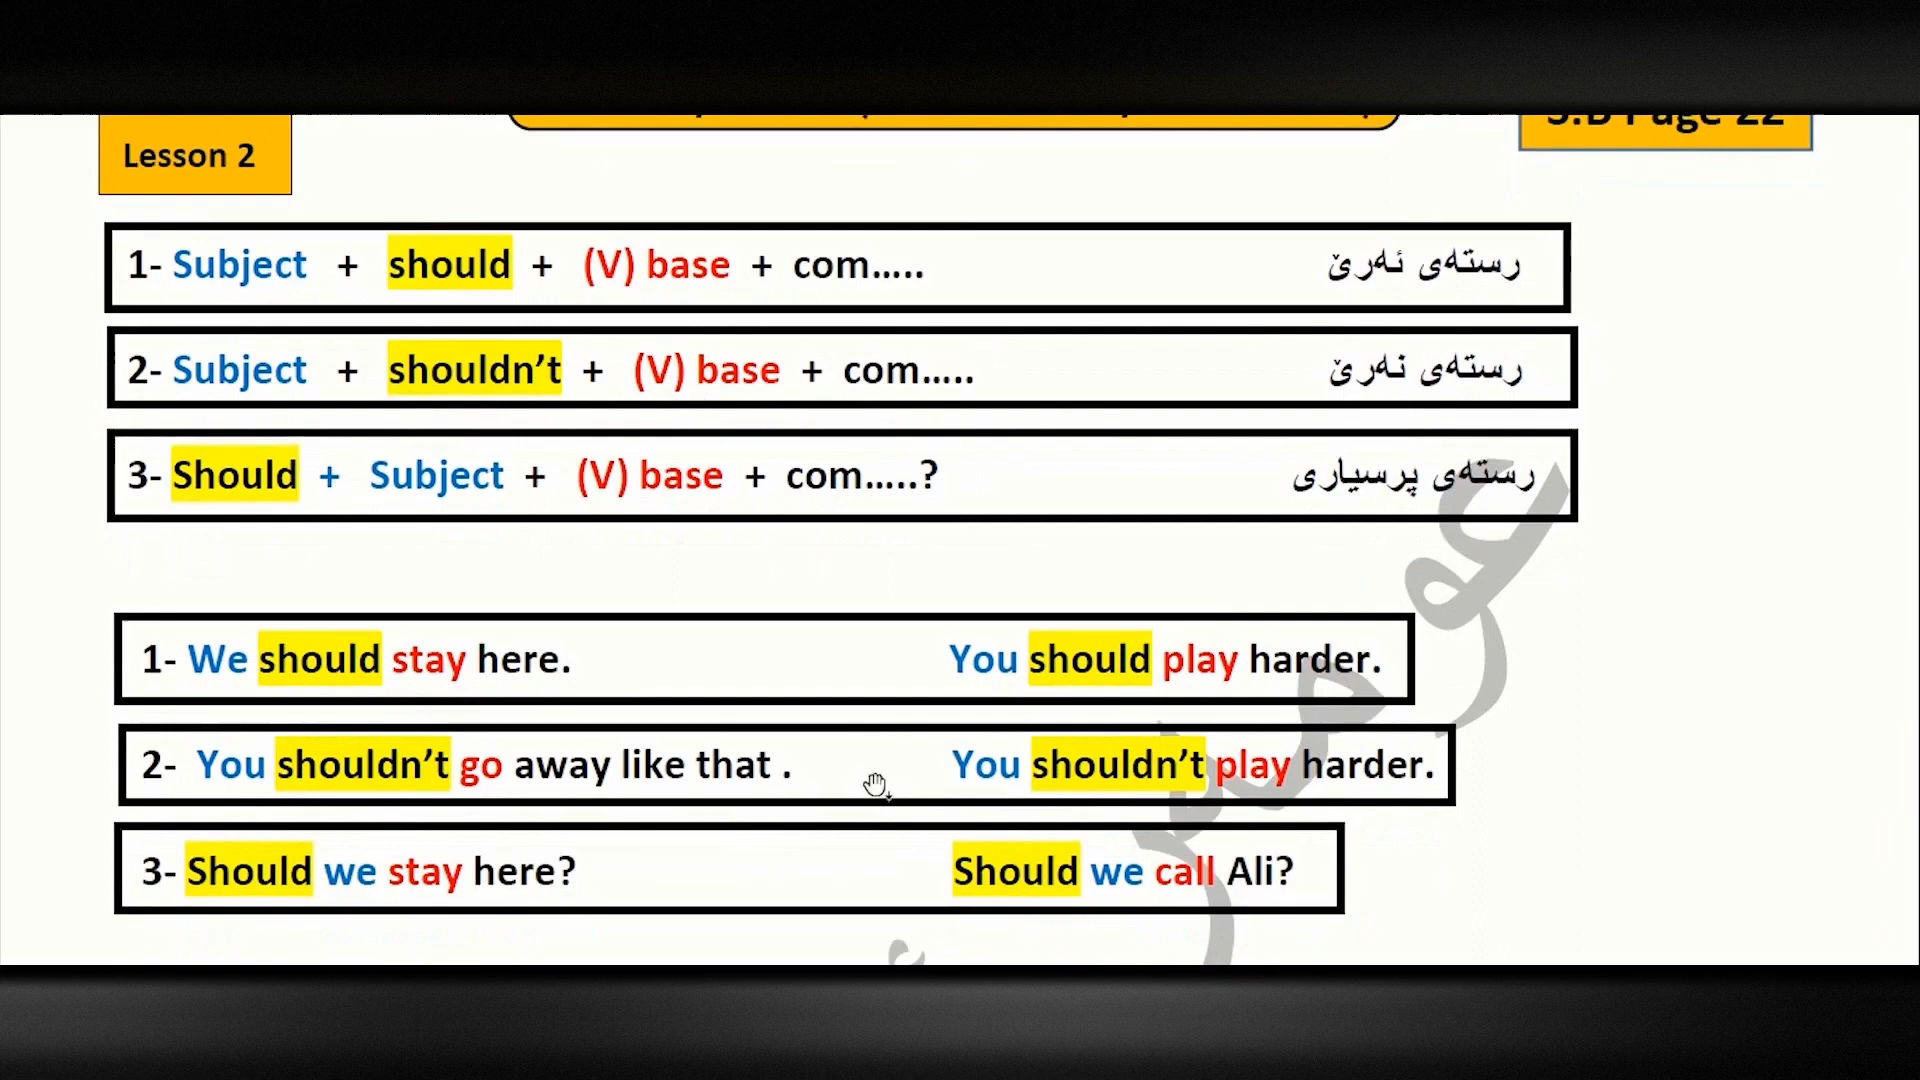 Lesson 2
S.B Page 22
1- Subject + should + (V) base + com..... رستەی ئەرێ
2- Subject + shouldn’t + (V) base + com..... رستەی نەرێ
3- Should + Subject + (V) base + com.....? رستەی پرسیاری
1- We should stay here. You should play harder.
2- You shouldn’t go away like that . You shouldn’t play harder.
3- Should we stay here? Should we call Ali?